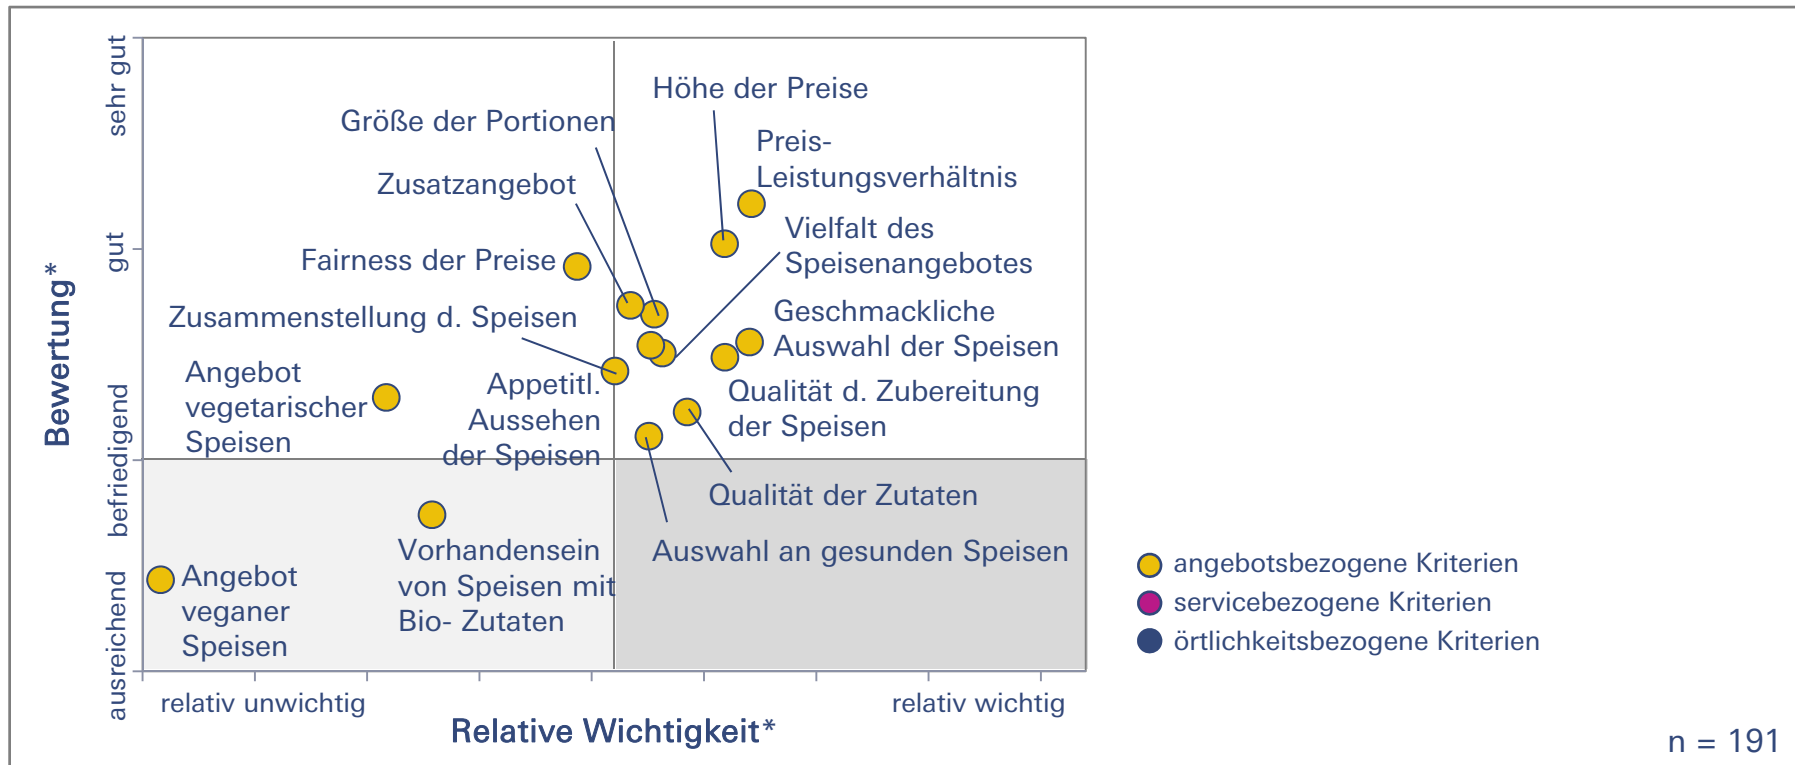 sehr gut
gut
befriedigend
ausreichend
Bewertung*
Höhe der Preise
Größe der Portionen
Preis-
Leistungsverhältnis
Zusatzangebot
Vielfalt des
Speisenangebotes
Fairness der Preise
Zusammenstellung d. Speisen
Geschmackliche
Auswahl der Speisen
Angebot
vegetarischer
Speisen
Appetitl.
Aussehen
der Speisen
Qualität d. Zubereitung
der Speisen
Qualität der Zutaten
Auswahl an gesunden Speisen
Vorhandensein
von Speisen mit
Bio- Zutaten
Angebot
veganer
Speisen
relativ unwichtig
relativ wichtig
Relative Wichtigkeit*
angebotsbezogene Kriterien
servicebezogene Kriterien
örtlichkeitsbezogene Kriterien
n = 191